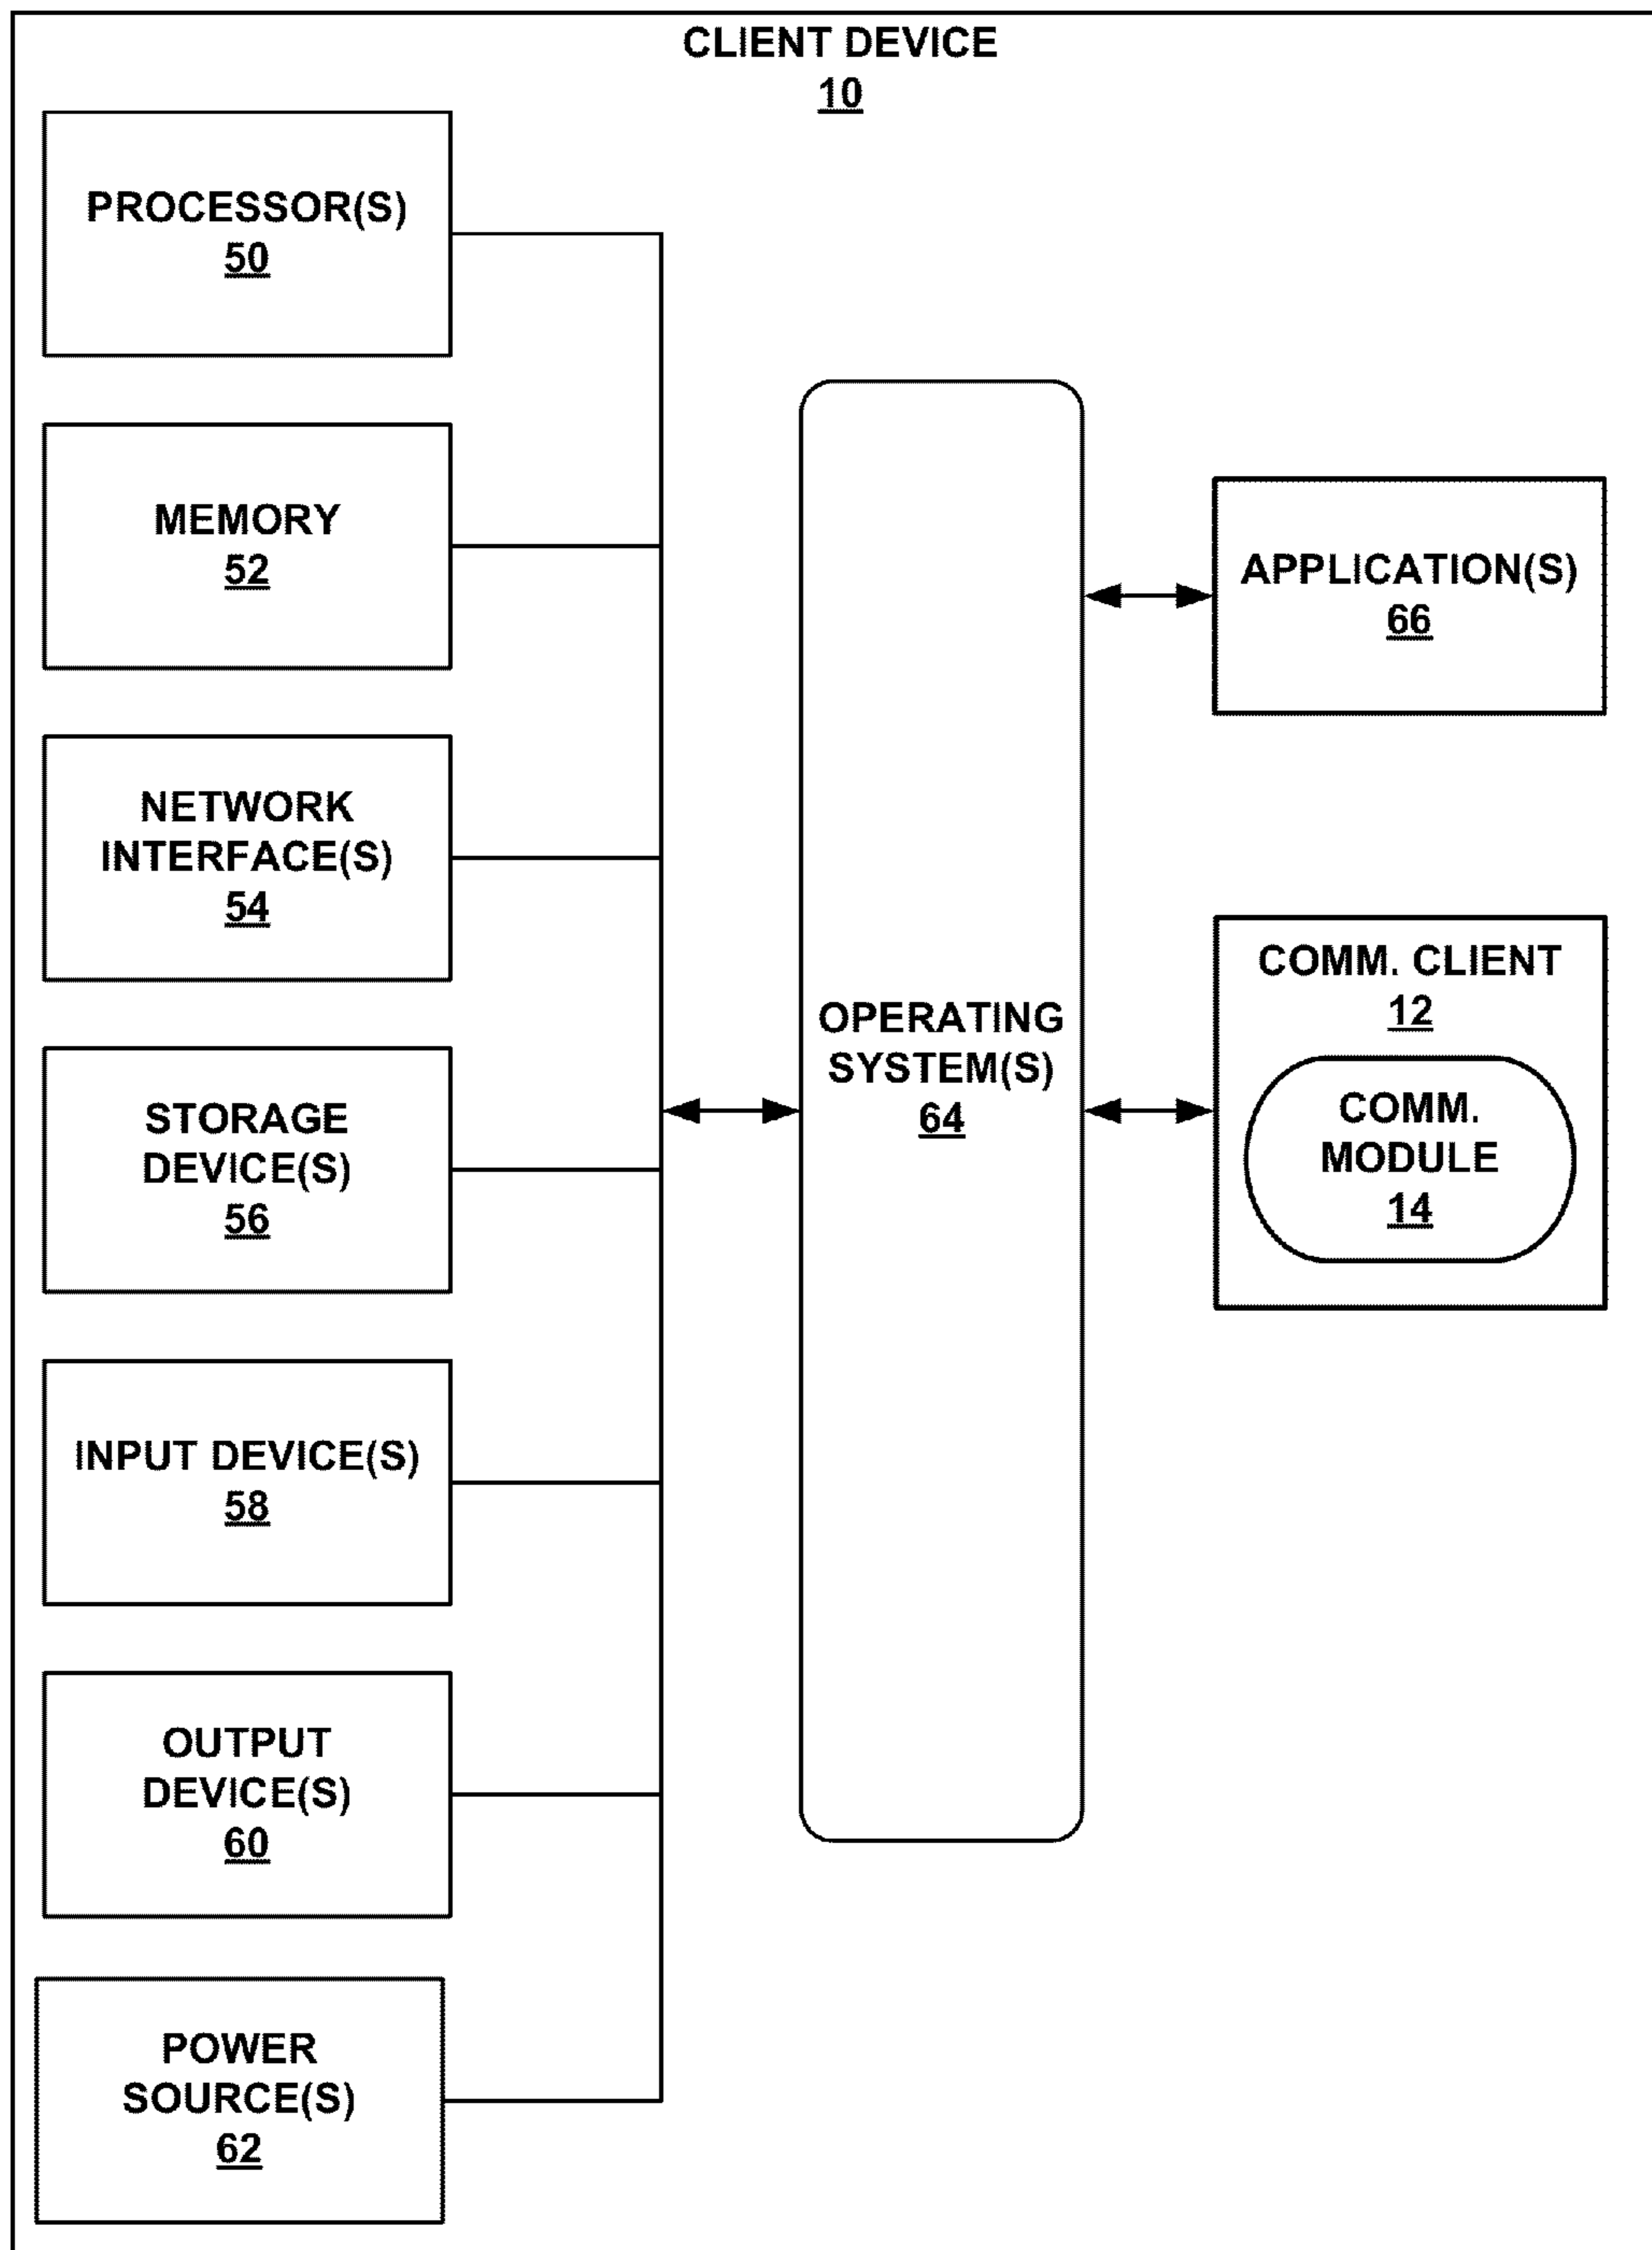 CLIENT DEVICE
10
PROCESSOR(S)
50
MEMORY
52
NETWORK
INTERFACE(S)
54
STORAGE
DEVICE(S)
56
INPUT DEVICE(S)
58
OUTPUT
DEVICE(S)
60
POWER
SOURCE(S)
62
OPERATING
SYSTEM(S)
64
APPLICATION(S)
66
COMM. CLIENT
12
COMM.
MODULE
14